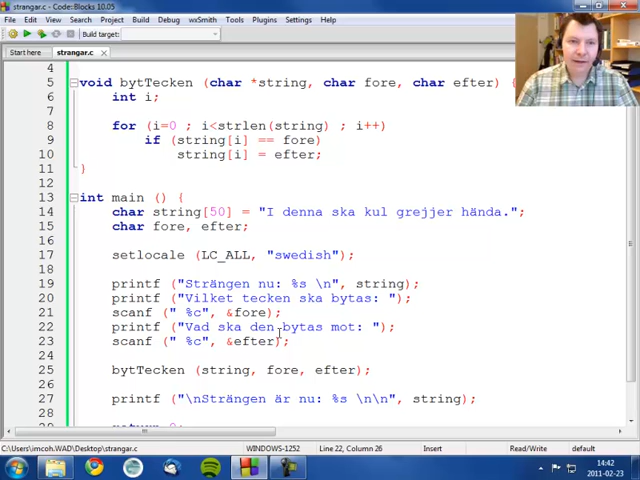 strangar.c - Code::Blocks 10.05
File Edit View Search Project Build Debug wxSmith Tools Plugins Settings Help
Build target:
Start here strangar.c
4
5 void bytTecken (char *string, char fore, char efter) {
6 int i;
7
8 for (i=0 ; i<strlen(string) ; i++)
9 if (string[i] == fore)
10 string[i] = efter;
11 }
12
13 int main () {
14 char string[50] = "I denna ska kul grejjer hända.";
15 char fore, efter;
16
17 setlocale (LC_ALL, "swedish");
18
19 printf ("Strängen nu: %s \n", string);
20 printf ("Vilket tecken ska bytas: ");
21 scanf (" %c", &fore);
22 printf ("Vad ska den bytas mot: ");
23 scanf (" %c", &efter);
24
25 bytTecken (string, fore, efter);
26
27 printf ("\nSträngen är nu: %s \n\n", string);
28 return 0;
C:\Users\imcoh.WAD\Desktop\strangar.c WINDOWS-1252 Line 22, Column 26 Insert Read/Write default
14:42
2011-02-23